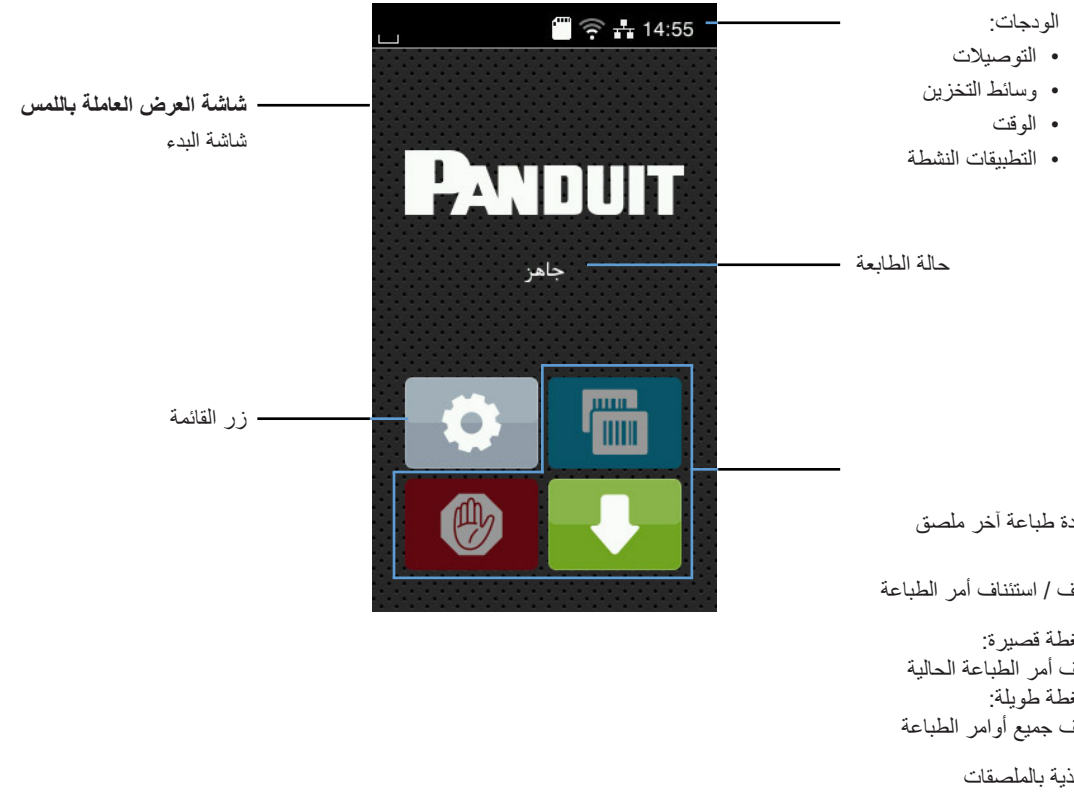 الودجات:
• التوصيلات
• وسائط التخزين
• الوقت
• التطبيقات النشطة
14:55
شاشة العرض العاملة باللمس
شاشة البدء
PANDUIT
حالة الطابعة
جاهز
زر القائمة
طباعة آخر ملصق
/ استئناف أمر الطباعة
قصيرة:
أمر الطباعة الحالية
طويلة:
جميع أوامر الطباعة
بالملصقات